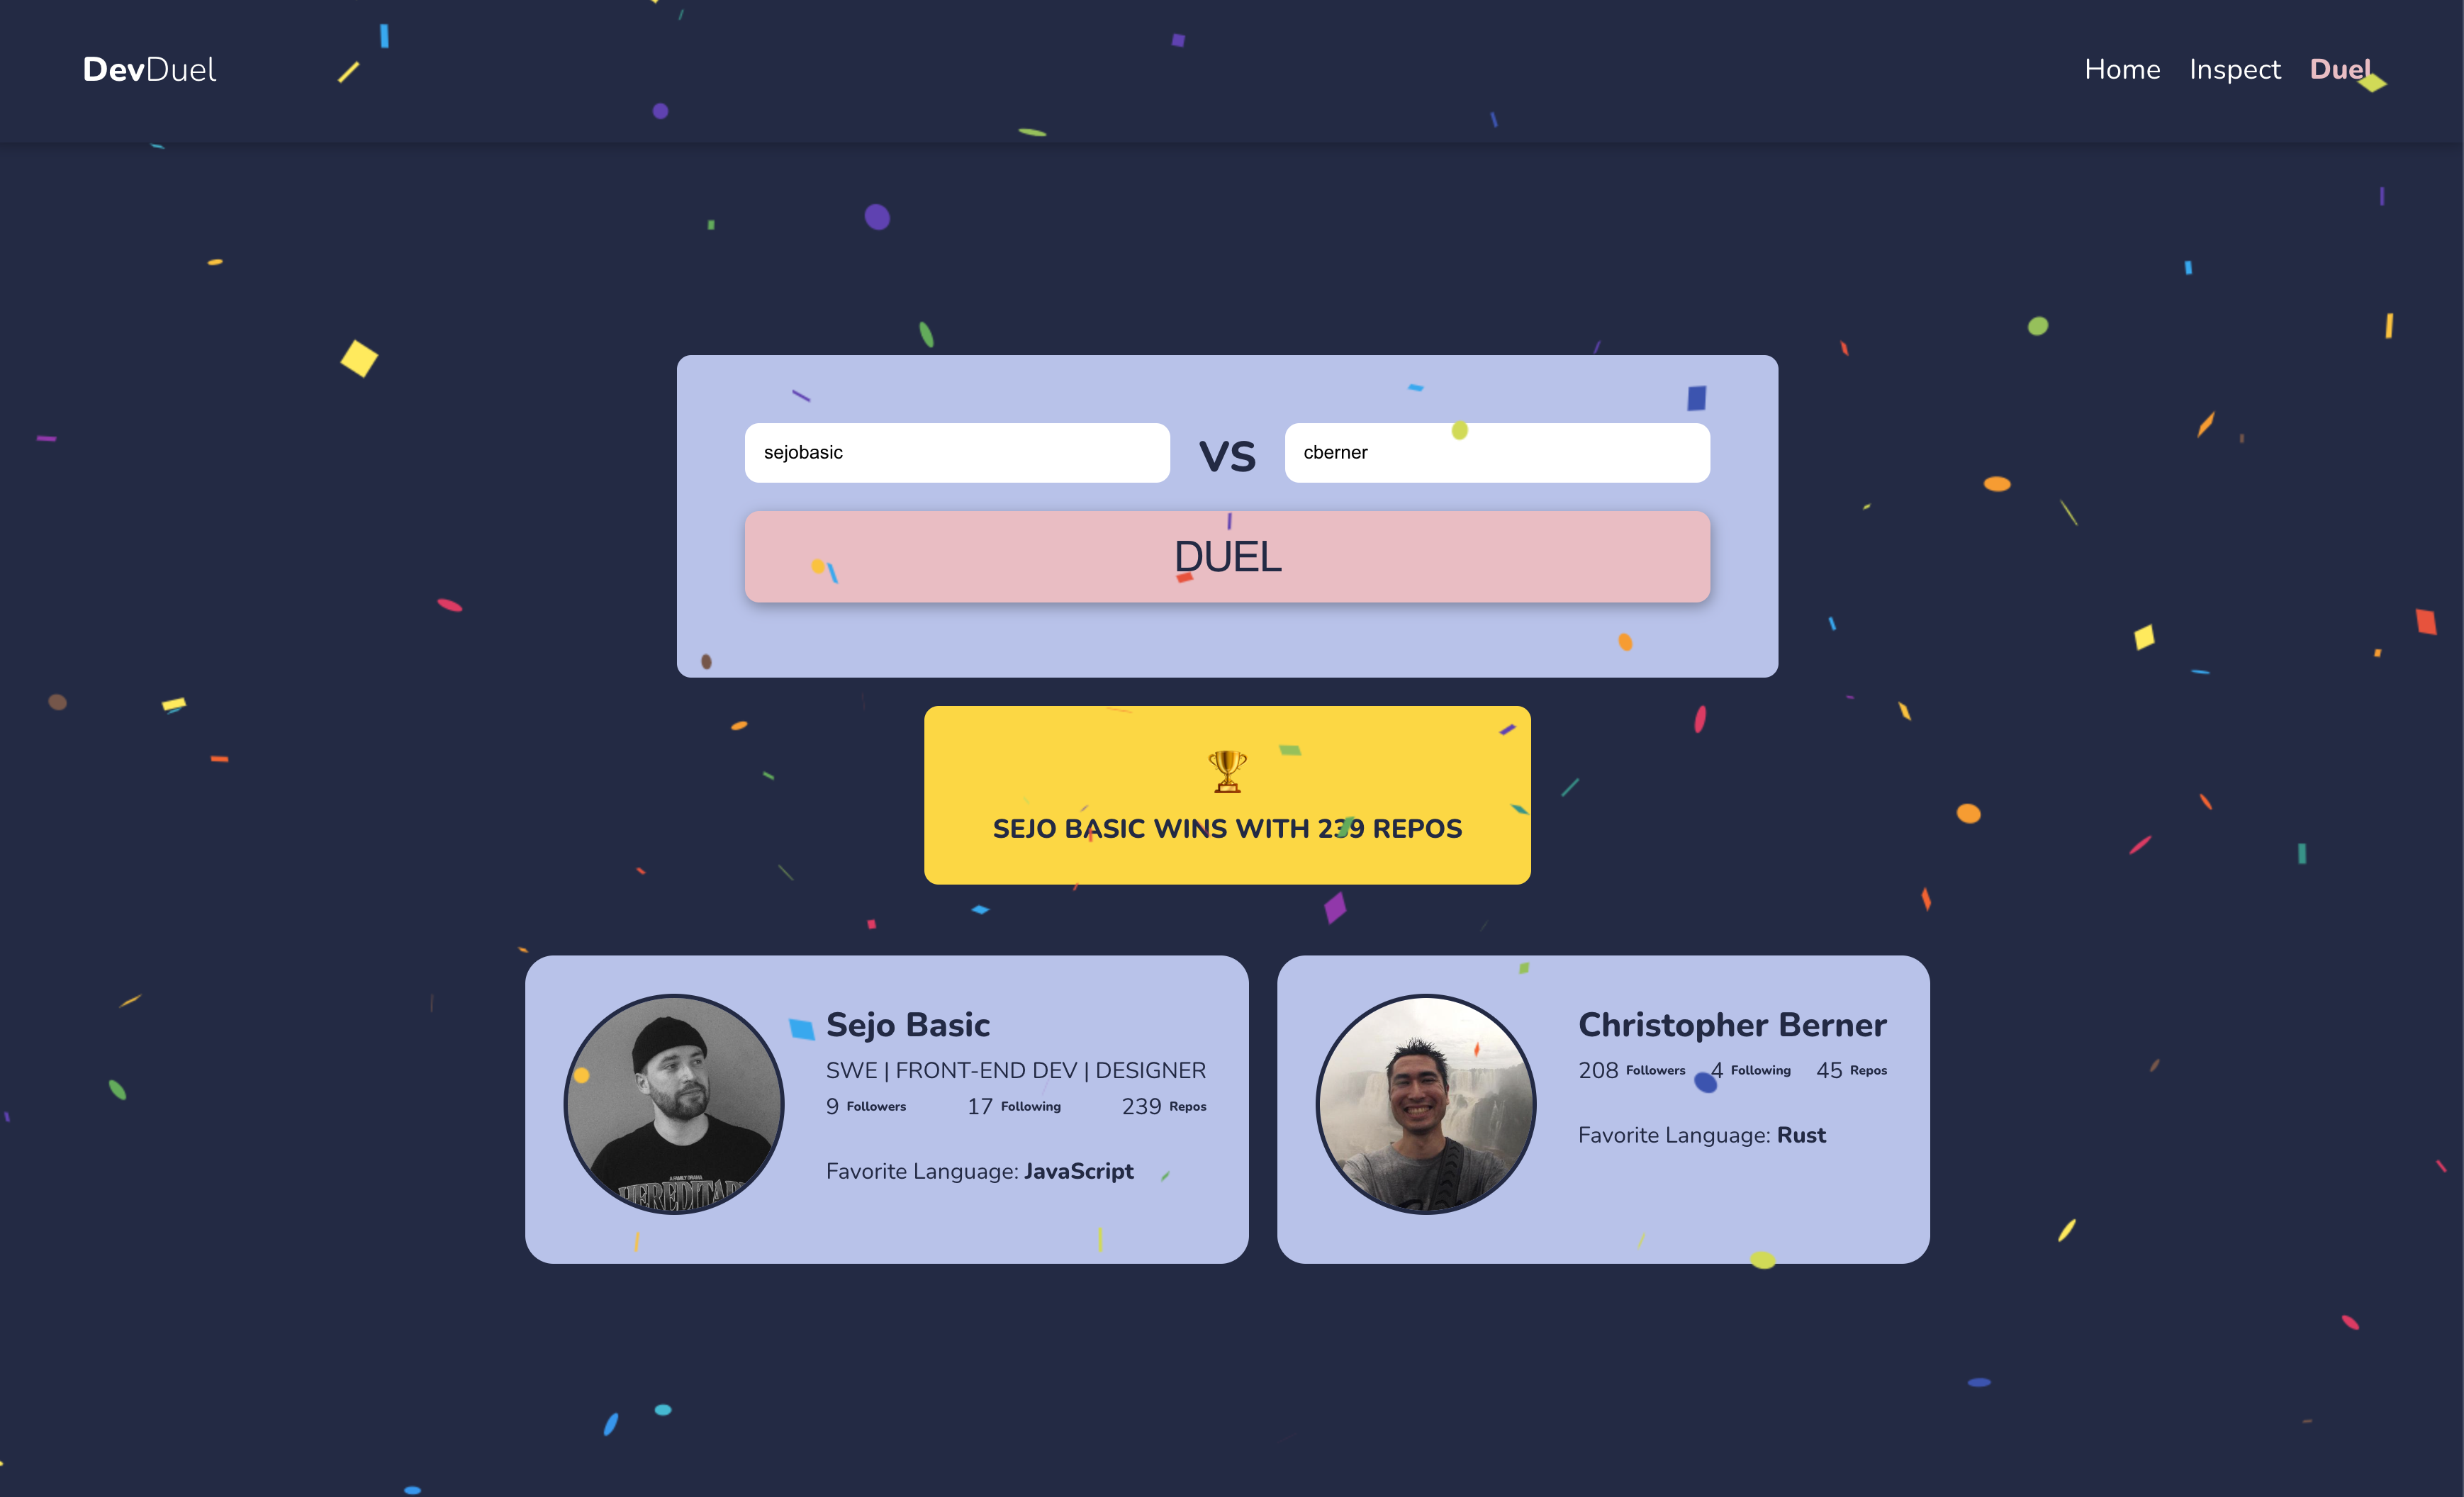 DevDuel
Home Inspect Duel
sejobasic VS cberner
DUEL
SEJO BASIC WINS WITH 239 REPOS
Sejo Basic
SWE | FRONT-END DEV | DESIGNER
9 Followers 17 Following 239 Repos
Favorite Language: JavaScript
Christopher Berner
208 Followers 4 Following 45 Repos
Favorite Language: Rust